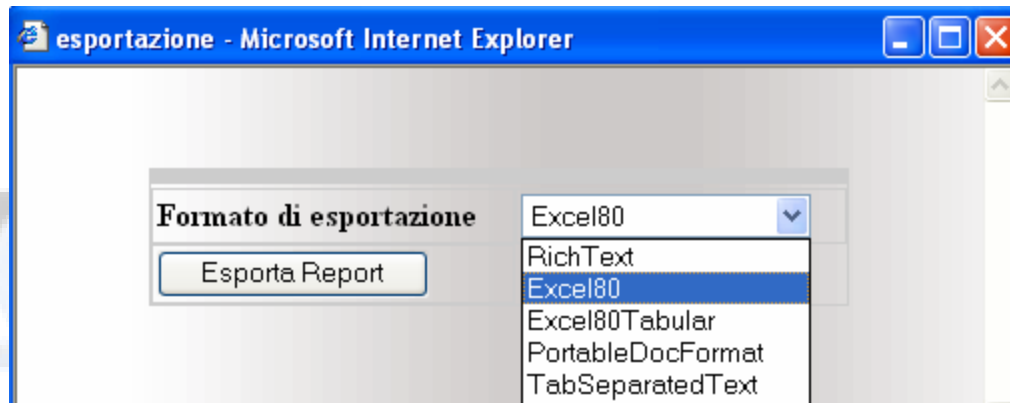 esportazione - Microsoft Internet Explorer
Formato di esportazione
Excel80
Esporta Report
RichText
Excel80
Excel80Tabular
PortableDocFormat
TabSeparatedText